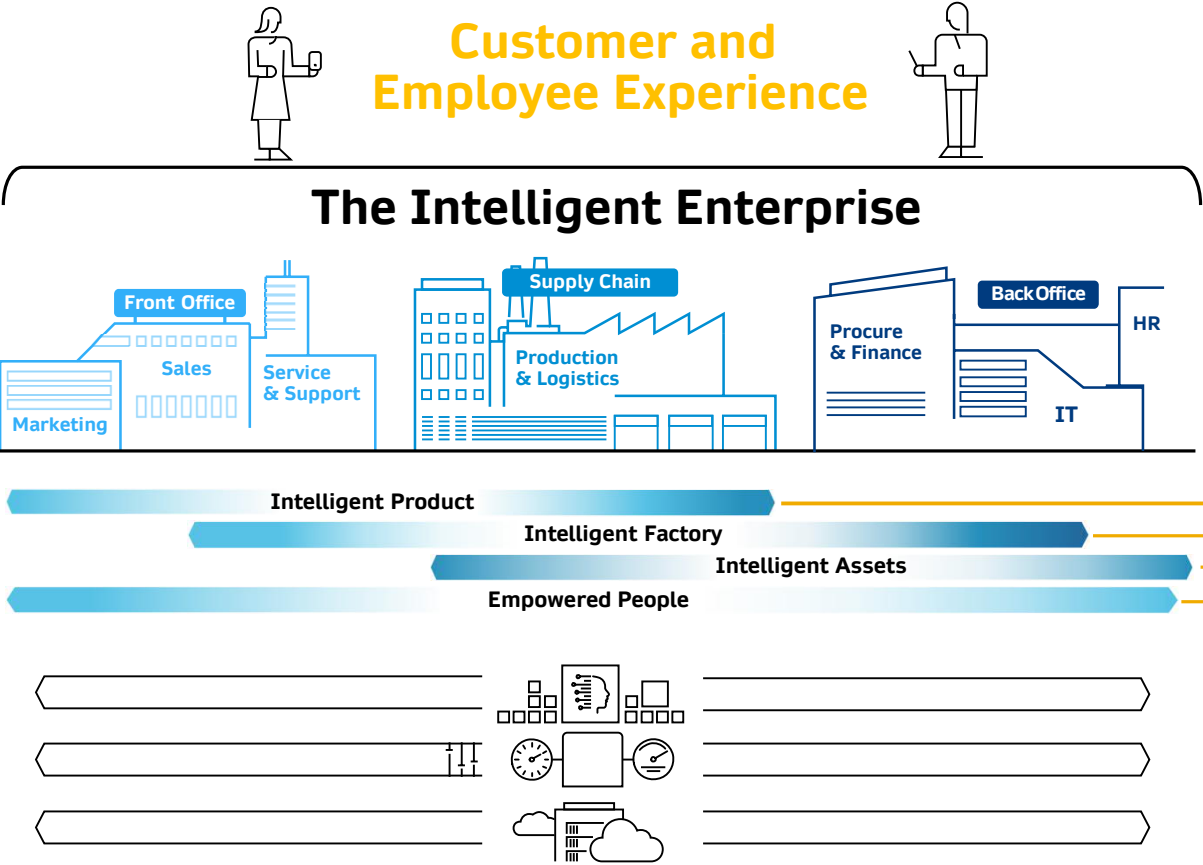 Customer and
Employee Experience
The Intelligent Enterprise
Front Office
Supply Chain
Back Office
Marketing
Sales
Service
& Support
Production
& Logistics
Procure
& Finance
IT
HR
Intelligent Product
Intelligent Factory
Intelligent Assets
Empowered People